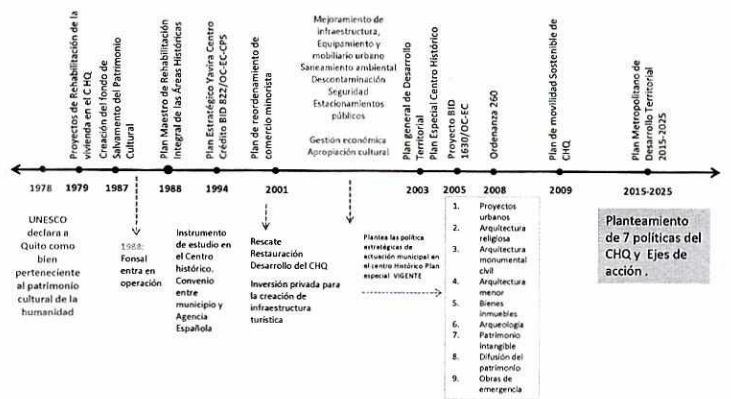 Proyectos de Rehabilitación de la
vivienda en el CHQ
Creación del fondo de
Salvamento del Patrimonio
Cultural
Plan Maestro de Rehabilitación
Integral de las Áreas Históricas
Plan Estratégico Yavira Centro
Crédito BID 822/OC-EC-CPS
Plan de reordenamiento de
comercio minorista
Mejoramiento de
infraestructura,
Equipamiento y
mobiliario urbano
Saneamiento ambiental
Descontaminación
Seguridad
Estacionamientos
públicos
Gestión económica
Apropiación cultural
Plan general de Desarrollo
Territorial
Plan Especial Centro Histórico
Proyecto BID
1630/OC-EC
Ordenanza 260
Plan de movilidad Sostenible de
CHQ
Plan Metropolitano de
Desarrollo Territorial
2015-2025
1978
1979
1987
1988
1994
2001
2003
2005
2008
2009
2015-2025
UNESCO
declara a
Quito como
bien
perteneciente
al patrimonio
cultural de la
humanidad
1988:
Fonsal
entra en
operación
Instrumento
de estudio en
el Centro
histórico.
Convenio
entre
municipio y
Agencia
Española
Rescate
Restauración
Desarrollo del CHQ
Inversión privada para
la creación de
infraestructura
turística
Plantea las política
estratégicas de
actuación municipal en
el centro Histórico Plan
especial VIGENTE
1. Proyectos
urbanos
2. Arquitectura
religiosa
3. Arquitectura
monumental
civil
4. Arquitectura
menor
5. Bienes
inmuebles
6. Arqueología
7. Patrimonio
intangible
8. Difusión del
patrimonio
9. Obras de
emergencia
Planteamiento
de 7 políticas del
CHQ y Ejes de
acción .